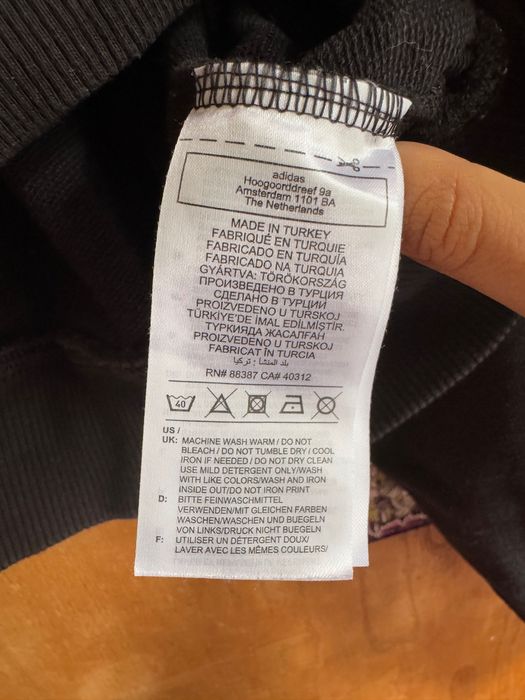 adidas
Hoogoorddreef 9a
Amsterdam 1101 BA
The Netherlands
MADE IN TURKEY
FABRIQUÉ EN TURQUIE
FABRICADO EN TURQUÍA
FABRICADO NA TURQUIA
GYÁRTVA: TÖRÖKORSZÁG
ПРОИЗВЕДЕНО В ТУРЦИЯ
СДЕЛАНО В ТУРЦИИ
PROIZVEDENO U TURSKOJ
TÜRKİYE'DE İMAL EDİLMİSTİR.
ТУРКИЯДА ЖАСАЛҒАН
PROIZVEDENO U TURSKOJ
FABRICAT ÎN TURCIA
بلد المنشأ : تركيا
RN# 88387 CA# 40312
40
US /
UK: MACHINE WASH WARM / DO NOT
BLEACH / DO NOT TUMBLE DRY / COOL
IRON IF NEEDED / DO NOT DRY CLEAN
USE MILD DETERGENT ONLY/WASH
WITH LIKE COLORS/WASH AND IRON
INSIDE OUT/DO NOT IRON PRINT
D: BITTE FEINWASCHMITTEL
VERWENDEN/MIT GLEICHEN FARBEN
WASCHEN/WASCHEN UND BUEGELN
VON LINKS/DRUCK NICHT BUEGELN
F: UTILISER UN DÉTERGENT DOUX/
LAVER AVEC LES MÊMES COULEURS/